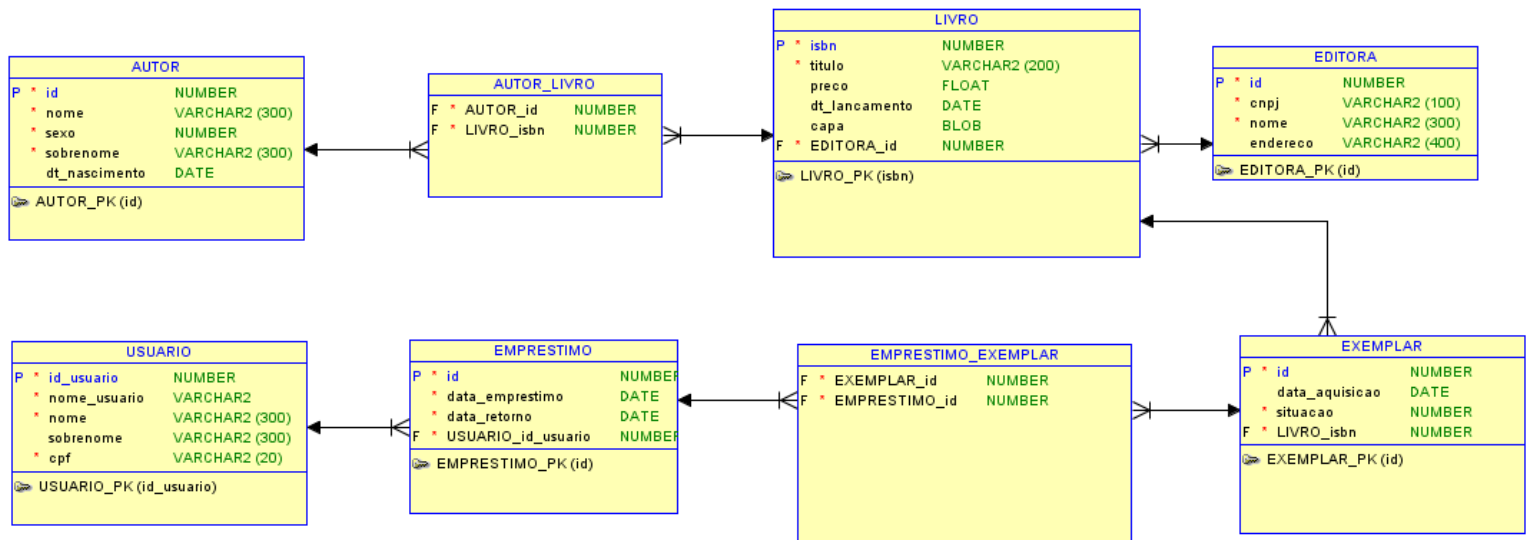 AUTOR
P * id NUMBER
* nome VARCHAR2 (300)
* sexo NUMBER
* sobrenome VARCHAR2 (300)
dt_nascimento DATE
AUTOR_PK (id)
AUTOR_LIVRO
F * AUTOR_id NUMBER
F * LIVRO_isbn NUMBER
LIVRO
P * isbn NUMBER
* titulo VARCHAR2 (200)
preco FLOAT
dt_lancamento DATE
capa BLOB
F * EDITORA_id NUMBER
LIVRO_PK (isbn)
EDITORA
P * id NUMBER
* cnpj VARCHAR2 (100)
* nome VARCHAR2 (300)
endereco VARCHAR2 (400)
EDITORA_PK (id)
USUARIO
P * id_usuario NUMBER
* nome_usuario VARCHAR2
* nome VARCHAR2 (300)
sobrenome VARCHAR2 (300)
* cpf VARCHAR2 (20)
USUARIO_PK (id_usuario)
EMPRESTIMO
P * id NUMBER
* data_emprestimo DATE
* data_retorno DATE
F * USUARIO_id_usuario NUMBER
EMPRESTIMO_PK (id)
EMPRESTIMO_EXEMPLAR
F * EXEMPLAR_id NUMBER
F * EMPRESTIMO_id NUMBER
EXEMPLAR
P * id NUMBER
data_aquisicao DATE
* situacao NUMBER
F * LIVRO_isbn NUMBER
EXEMPLAR_PK (id)